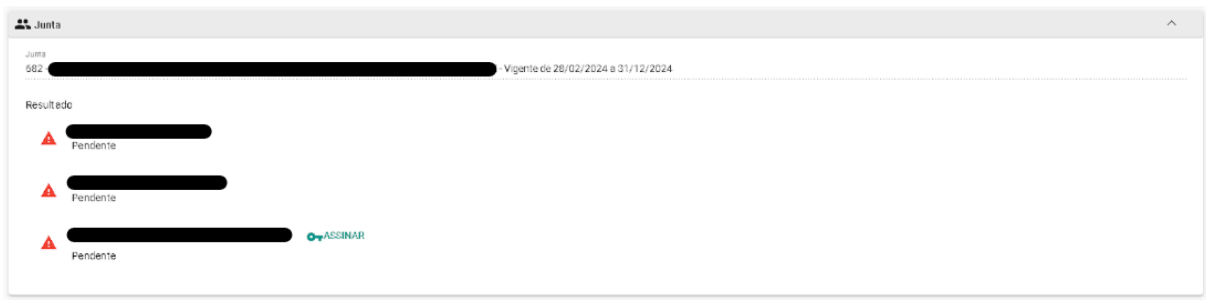 Junta
Junta
682 - - Vigente de 28/02/2024 a 31/12/2024
Resultado
Pendente
Pendente
ASSINAR
Pendente